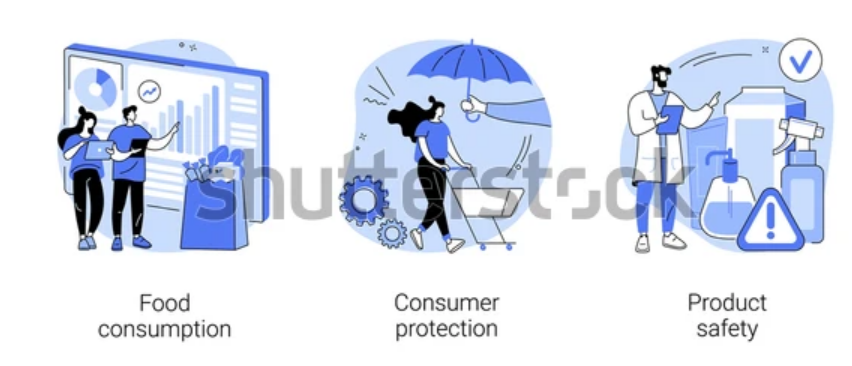 shutterstock
Food
consumption
Consumer
protection
Product
safety